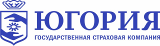 ЮГОРИЯ
ГОСУДАРСТВЕННАЯ СТРАХОВАЯ КОМПАНИЯ